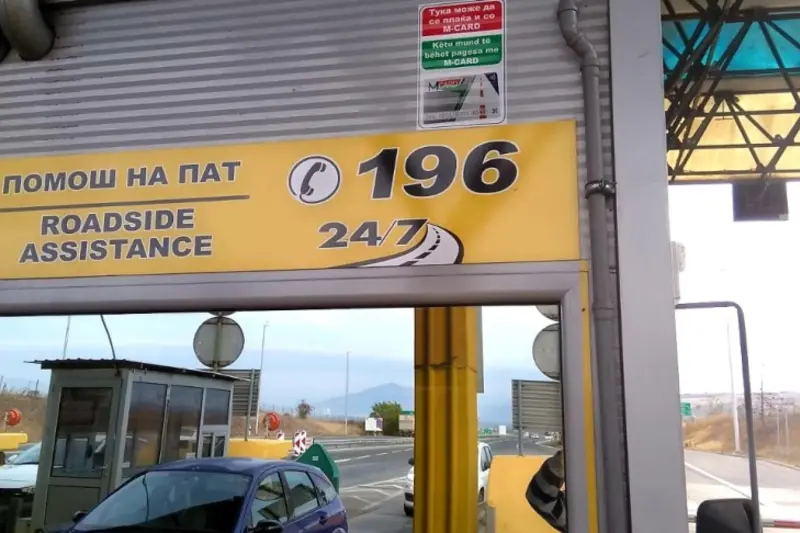 Тука може да
се плаќа и со
M-CARD
Këtu mund të
bëhet pagesa me
M-CARD
ПОМОШ НА ПАТ
196
ROADSIDE
ASSISTANCE
24/7